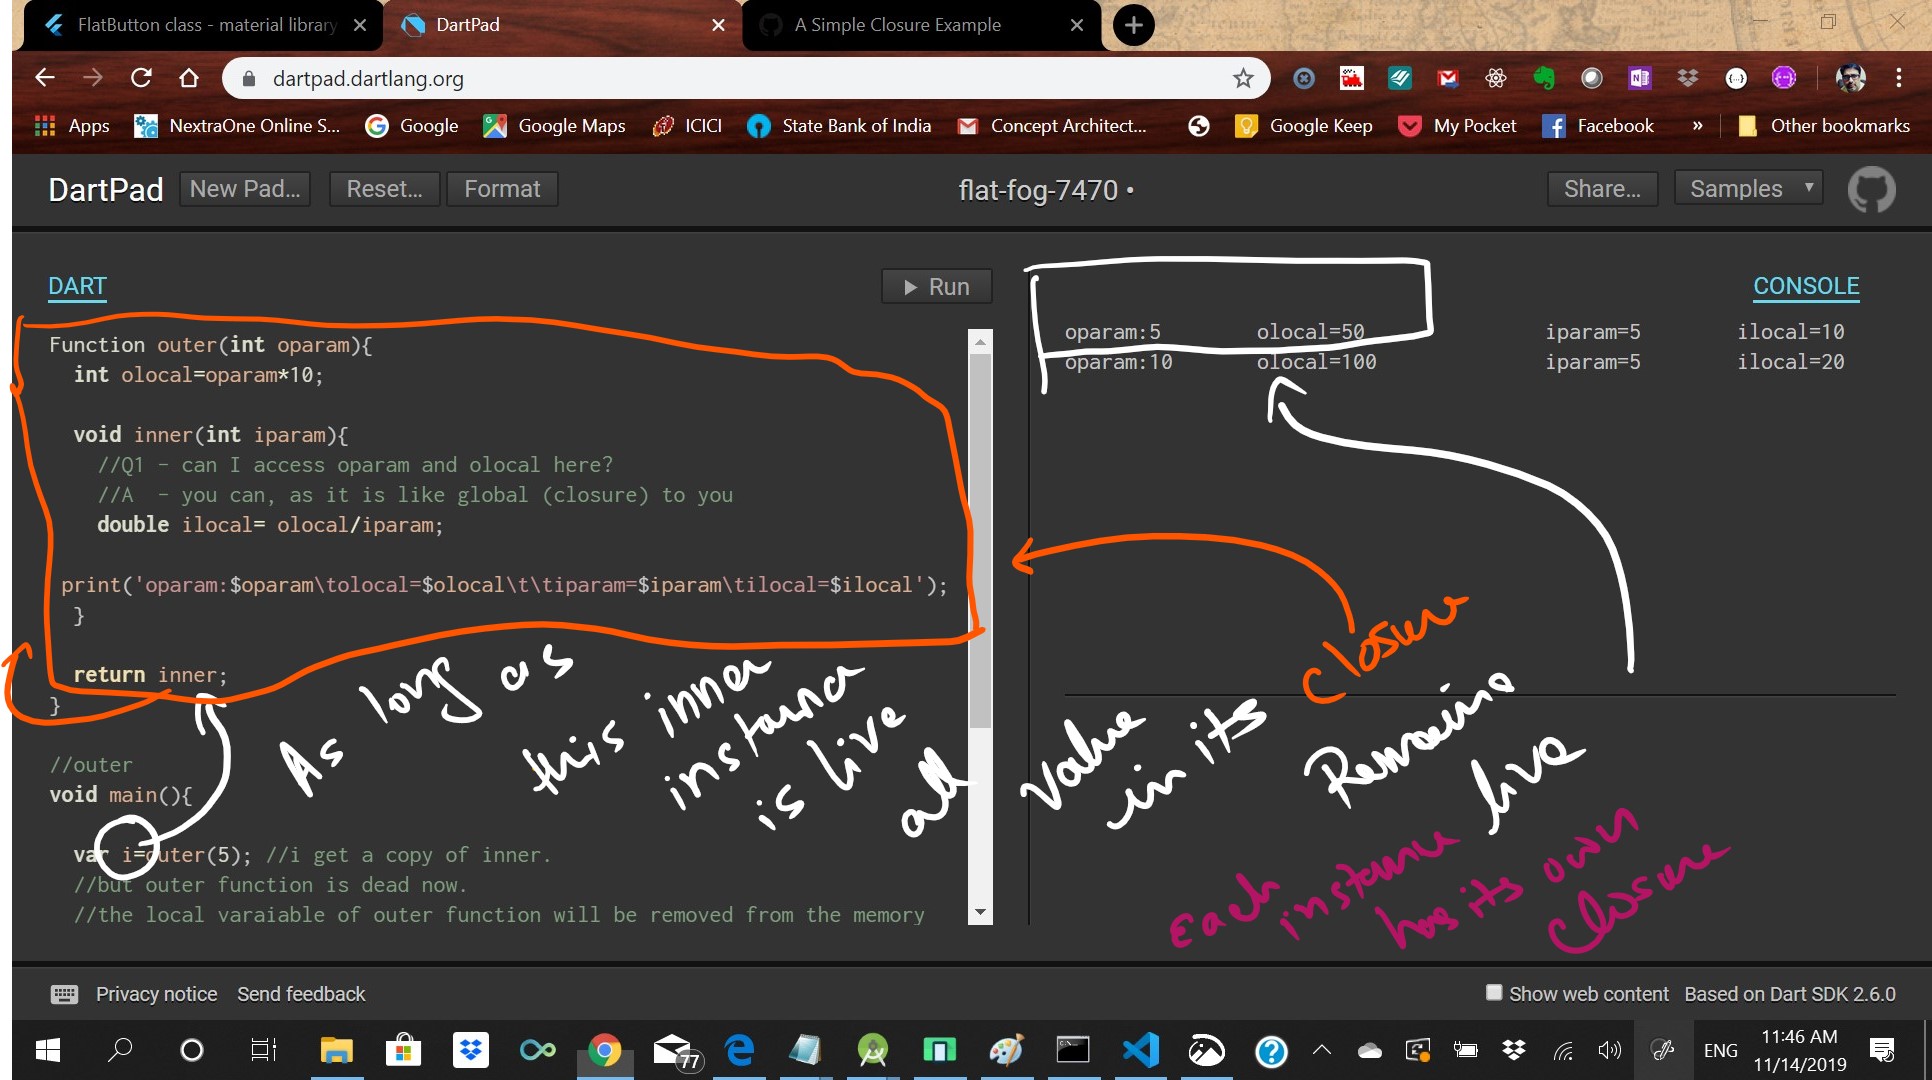 FlatButton class - material library
DartPad
A Simple Closure Example
dartpad.dartlang.org
Apps
NextraOne Online S...
Google
Google Maps
ICICI
State Bank of India
Concept Architect...
Google Keep
My Pocket
Facebook
»
Other bookmarks
DartPad
New Pad...
Reset...
Format
flat-fog-7470 •
Share...
Samples
DART
Run
CONSOLE
Function outer(int oparam){
int olocal=oparam*10;
void inner(int iparam){
//Q1 - can I access oparam and olocal here?
//A  - you can, as it is like global (closure) to you
double ilocal= olocal/iparam;
print('oparam:$oparam\tolocal=$olocal\t\tiparam=$iparam\tilocal=$ilocal');
}
return inner;
}
//outer
void main(){
var i=outer(5); //i get a copy of inner.
//but outer function is dead now.
//the local varaiable of outer function will be removed from the memory
oparam:5 olocal=50 iparam=5 ilocal=10
oparam:10 olocal=100 iparam=5 ilocal=20
closure
As long as
this inner
instance
is live
all value
in its
Remains
live
Each instance
has its own
closure
Privacy notice
Send feedback
Show web content
Based on Dart SDK 2.6.0
77
ENG
11:46 AM
11/14/2019